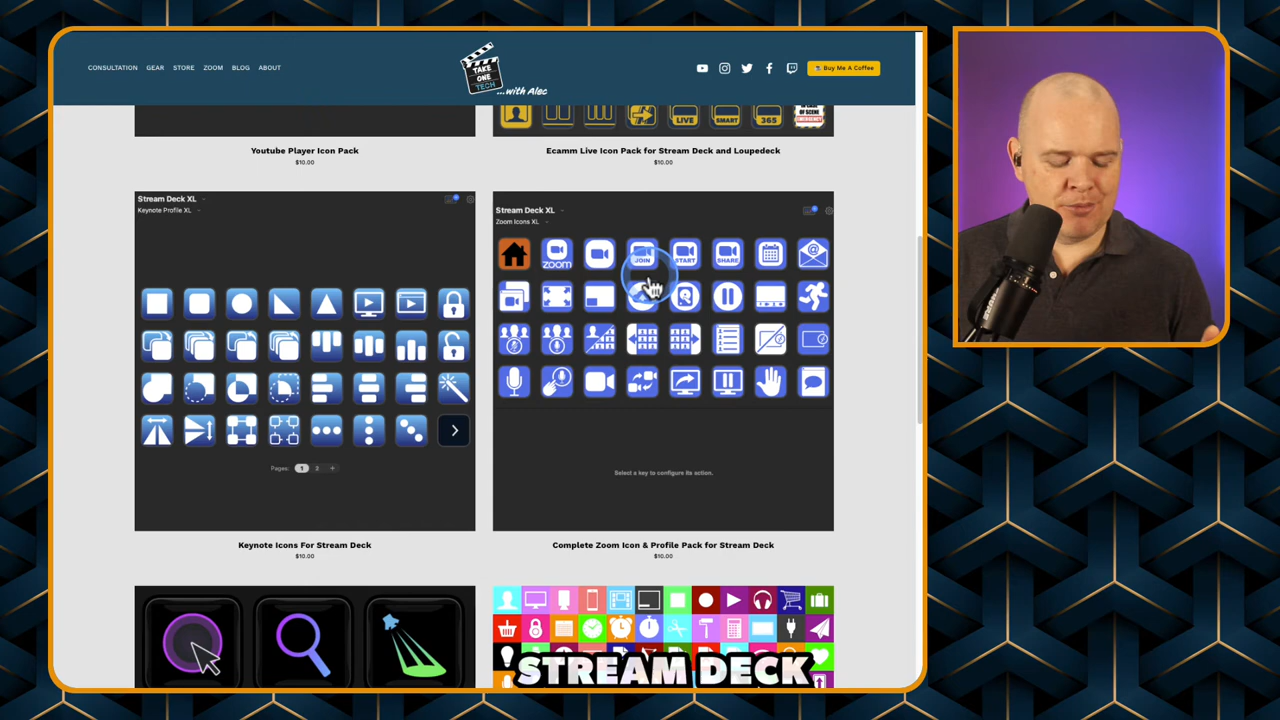 CONSULTATION GEAR STORE ZOOM BLOG ABOUT
TAKE
ONE
TECH
...with Alec
Buy Me A Coffee
LIVE SMART 365
EMERGENCY
Youtube Player Icon Pack
$10.00
Ecamm Live Icon Pack for Stream Deck and Loupedeck
$10.00
Stream Deck XL
Keynote Profile XL
Pages: 1 2 +
Stream Deck XL
Zoom Icons XL
ZOOM JOIN START SHARE
Select a key to configure its action.
Keynote Icons For Stream Deck
$10.00
Complete Zoom Icon & Profile Pack for Stream Deck
$10.00
STREAM DECK